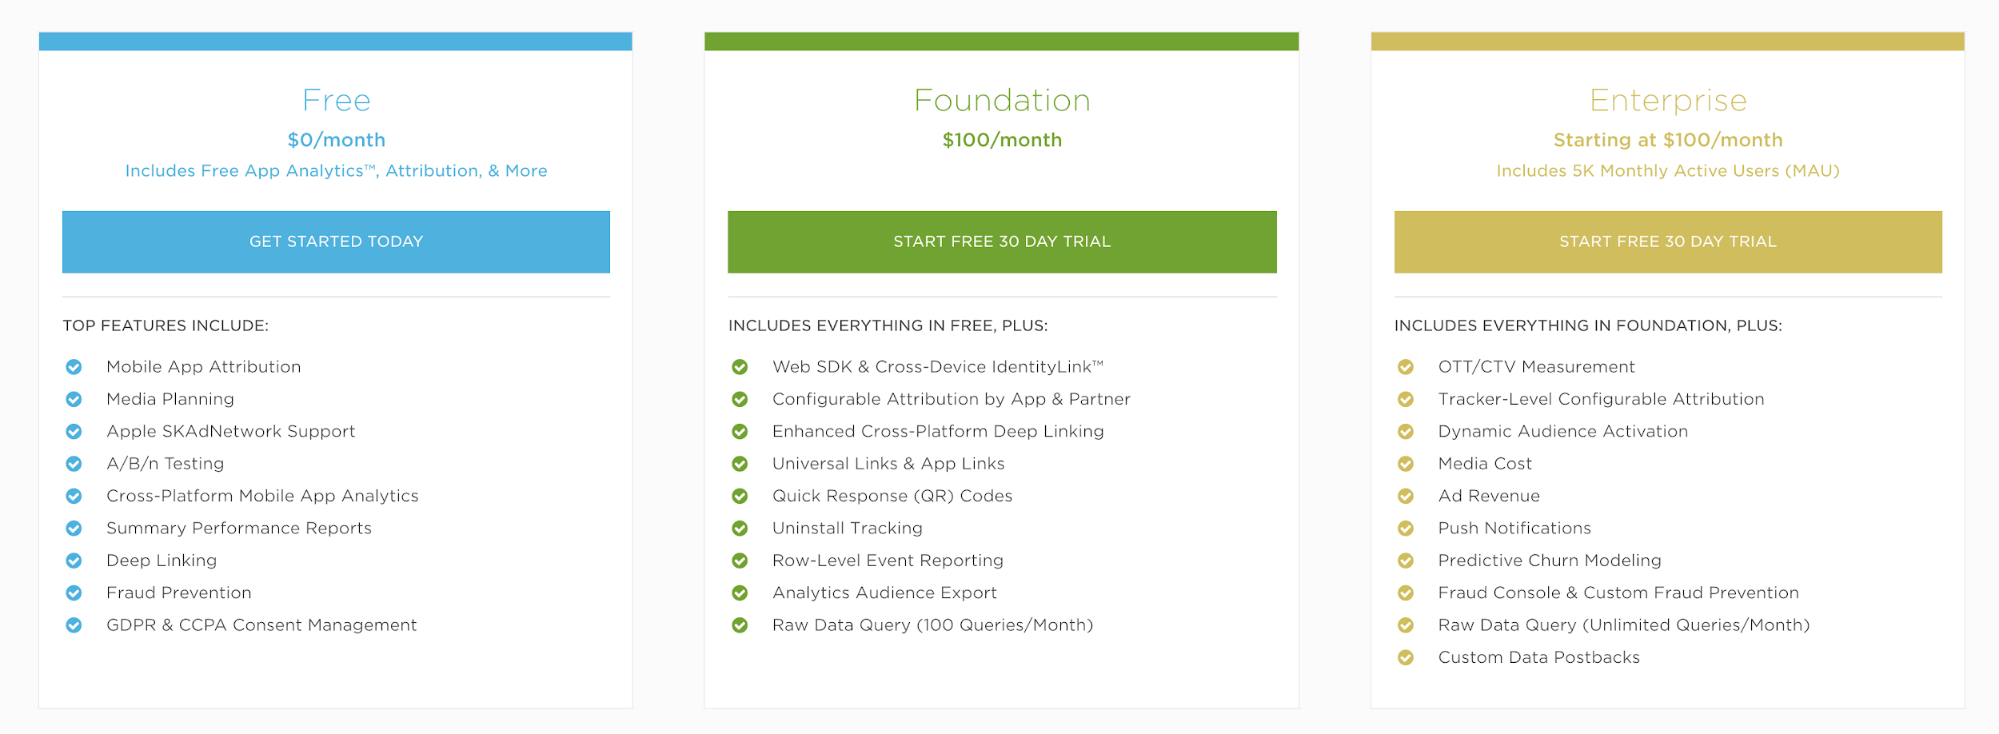 Free
$0/month
Includes Free App Analytics™, Attribution, & More
GET STARTED TODAY
TOP FEATURES INCLUDE:
Mobile App Attribution
Media Planning
Apple SKAdNetwork Support
A/B/n Testing
Cross-Platform Mobile App Analytics
Summary Performance Reports
Deep Linking
Fraud Prevention
GDPR & CCPA Consent Management
Foundation
$100/month
START FREE 30 DAY TRIAL
INCLUDES EVERYTHING IN FREE, PLUS:
Web SDK & Cross-Device IdentityLink™
Configurable Attribution by App & Partner
Enhanced Cross-Platform Deep Linking
Universal Links & App Links
Quick Response (QR) Codes
Uninstall Tracking
Row-Level Event Reporting
Analytics Audience Export
Raw Data Query (100 Queries/Month)
Enterprise
Starting at $100/month
Includes 5K Monthly Active Users (MAU)
START FREE 30 DAY TRIAL
INCLUDES EVERYTHING IN FOUNDATION, PLUS:
OTT/CTV Measurement
Tracker-Level Configurable Attribution
Dynamic Audience Activation
Media Cost
Ad Revenue
Push Notifications
Predictive Churn Modeling
Fraud Console & Custom Fraud Prevention
Raw Data Query (Unlimited Queries/Month)
Custom Data Postbacks